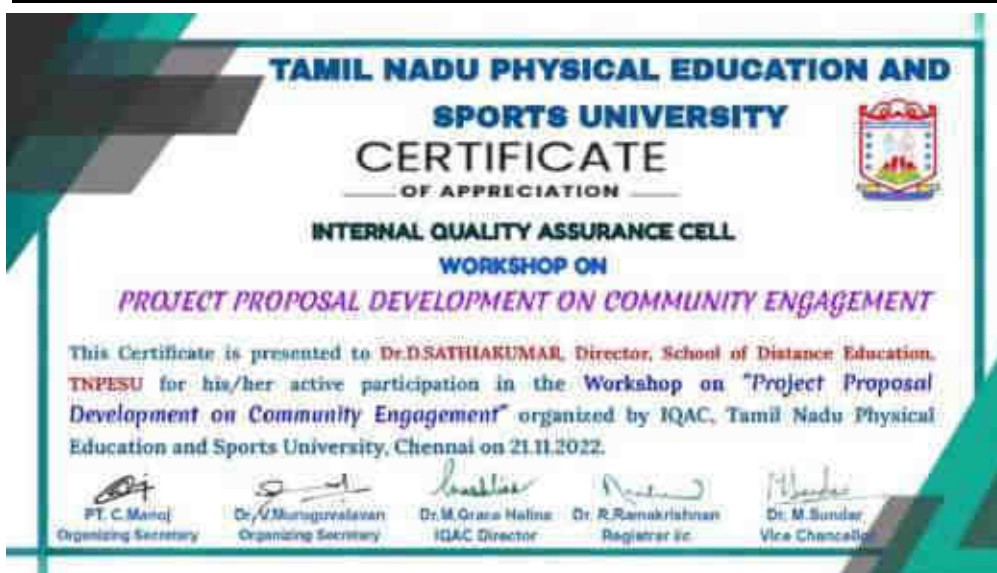 TAMIL NADU PHYSICAL EDUCATION AND
SPORTS UNIVERSITY
CERTIFICATE
OF APPRECIATION
INTERNAL QUALITY ASSURANCE CELL
WORKSHOP ON
PROJECT PROPOSAL DEVELOPMENT ON COMMUNITY ENGAGEMENT
This Certificate is presented to Dr.D.SATHIAKUMAR, Director, School of Distance Education,
TNPESU for his/her active participation in the Workshop on "Project Proposal
Development on Community Engagement" organized by IQAC, Tamil Nadu Physical
Education and Sports University, Chennai on 21.11.2022.
PT. C.Manoj Dr.V.Murugavalavan Dr.M.Grace Helina Dr. R.Ramakrishnan Dr. M.Sundar
Organizing Secretary Organizing Secretary IQAC Director Registrar i/c Vice Chancellor